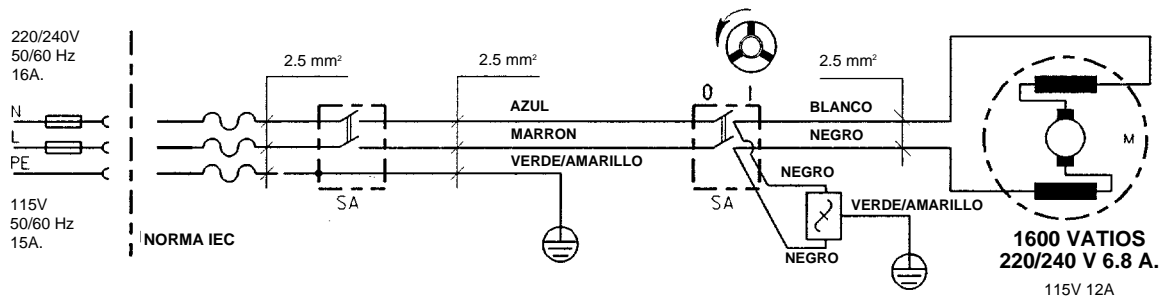 220/240V
50/60 Hz
16A.
N
L
PE
115V
50/60 Hz
15A.
NORMA IEC
2.5 mm²
SA
2.5 mm²
AZUL
MARRON
VERDE/AMARILLO
0 I
SA
2.5 mm²
BLANCO
NEGRO
NEGRO
VERDE/AMARILLO
NEGRO
M
1600 VATIOS
220/240 V 6.8 A.
115V 12A